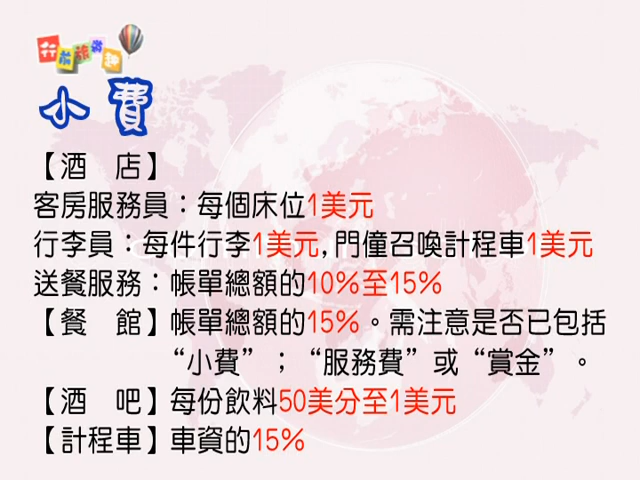 行前旅客秘
小費
【酒　店】
客房服務員：每個床位1美元
行李員：每件行李1美元,門僮召喚計程車1美元
送餐服務：帳單總額的10%至15%
【餐　館】帳單總額的15%。需注意是否已包括
“小費”；“服務費”或“賞金”。
【酒　吧】每份飲料50美分至1美元
【計程車】車資的15%